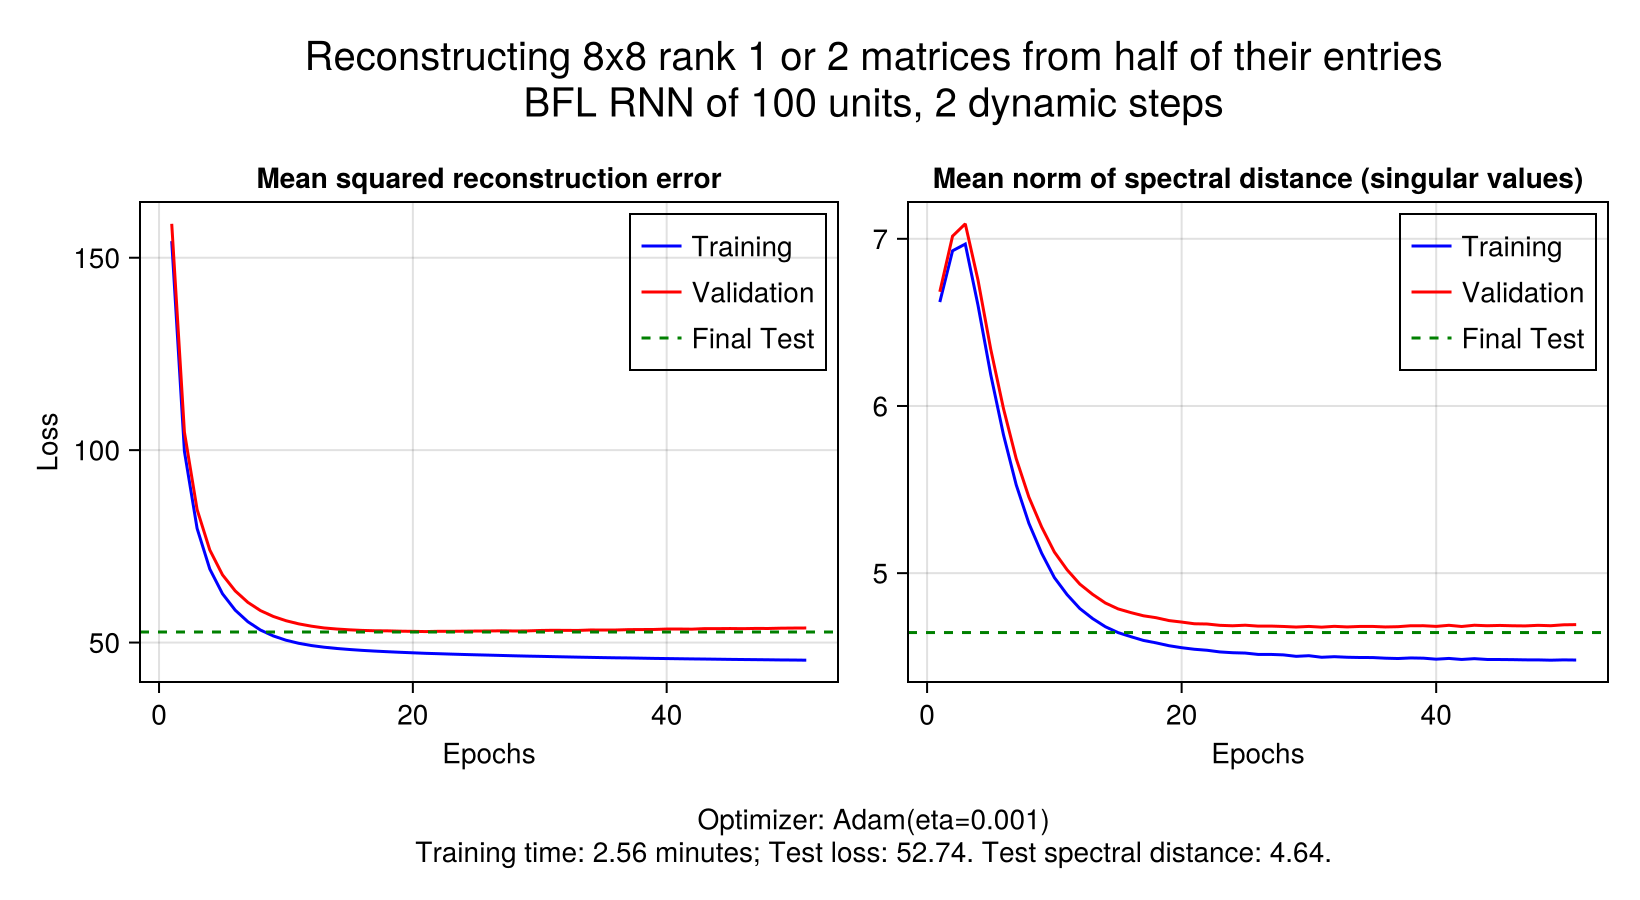 Reconstructing 8x8 rank 1 or 2 matrices from half of their entries
BFL RNN of 100 units, 2 dynamic steps
Mean squared reconstruction error
Loss
150
100
50
Training
Validation
Final Test
0
20
40
Epochs
Mean norm of spectral distance (singular values)
7
6
5
Training
Validation
Final Test
0
20
40
Epochs
Optimizer: Adam(eta=0.001)
Training time: 2.56 minutes; Test loss: 52.74. Test spectral distance: 4.64.